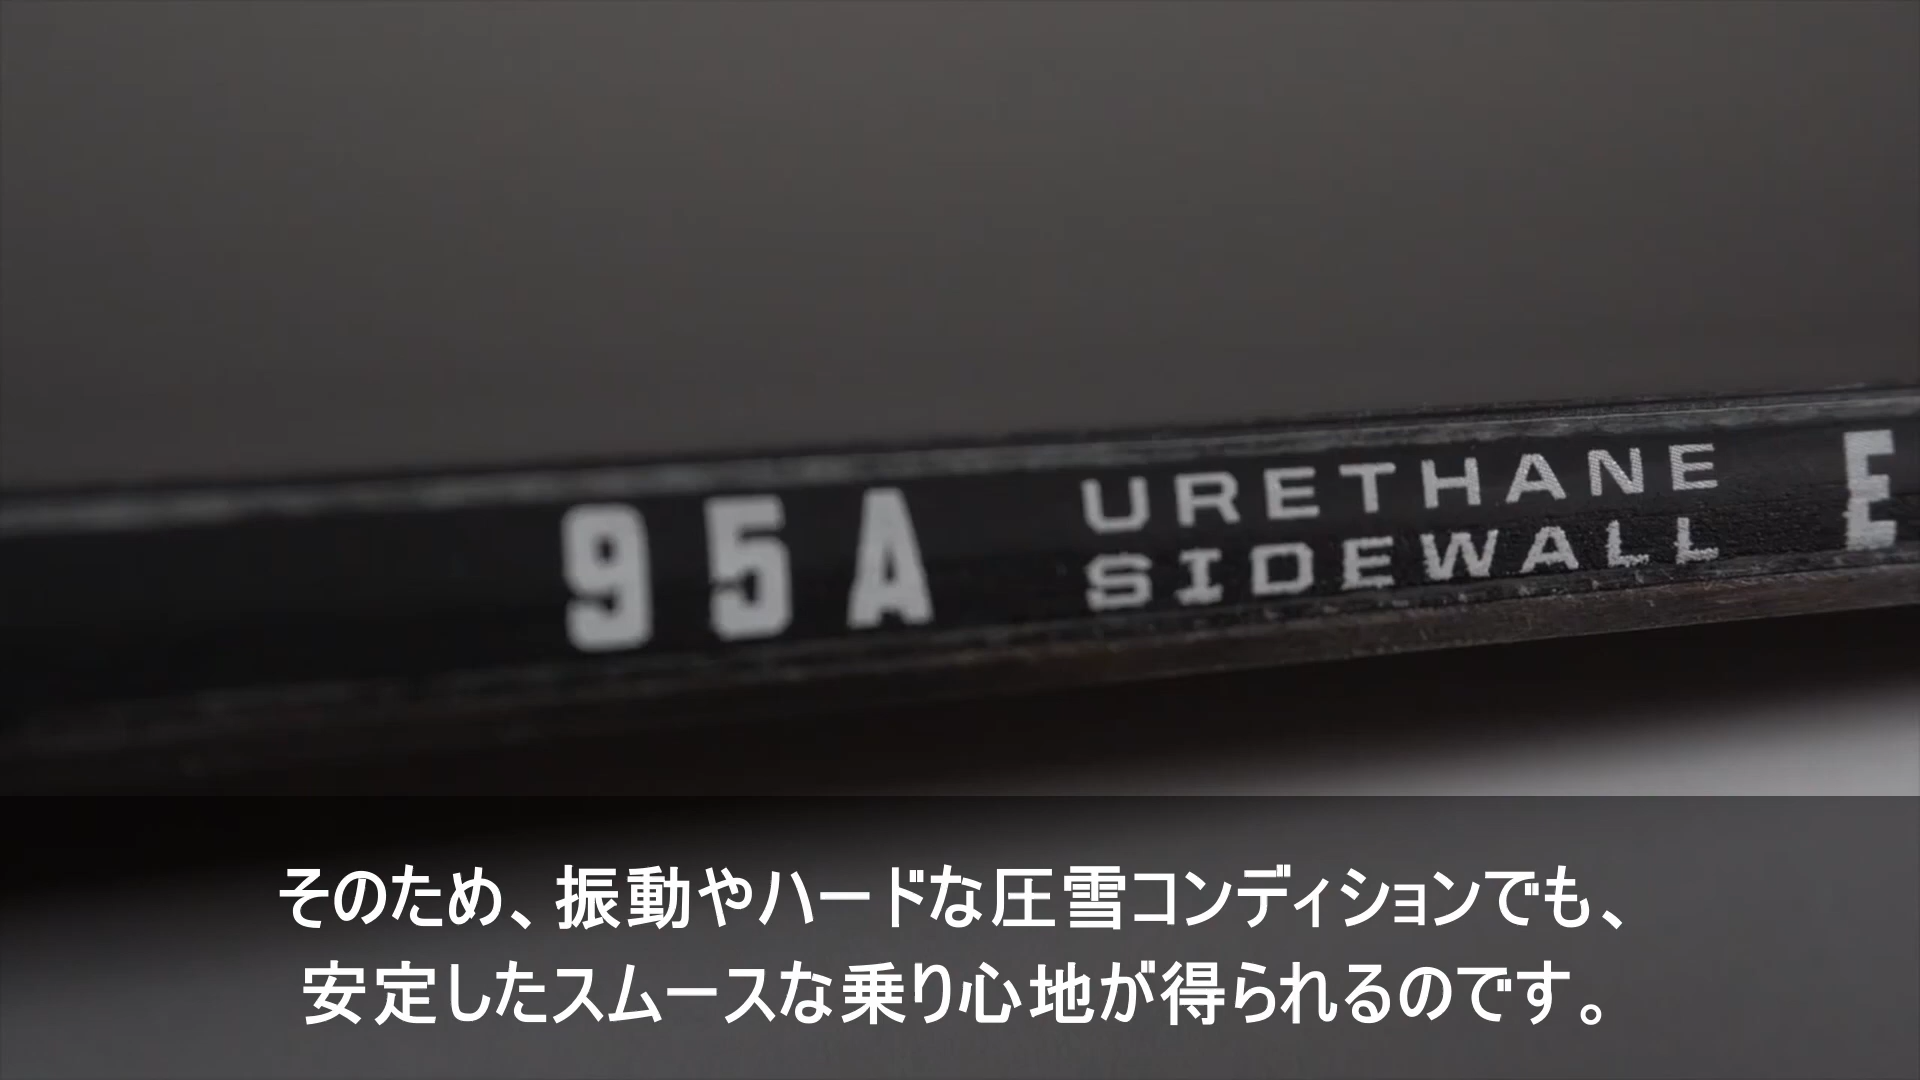 95A
URETHANE
SIDEWALL
E
そのため、振動やハードな圧雪コンディションでも、
安定したスムースな乗り心地が得られるのです。